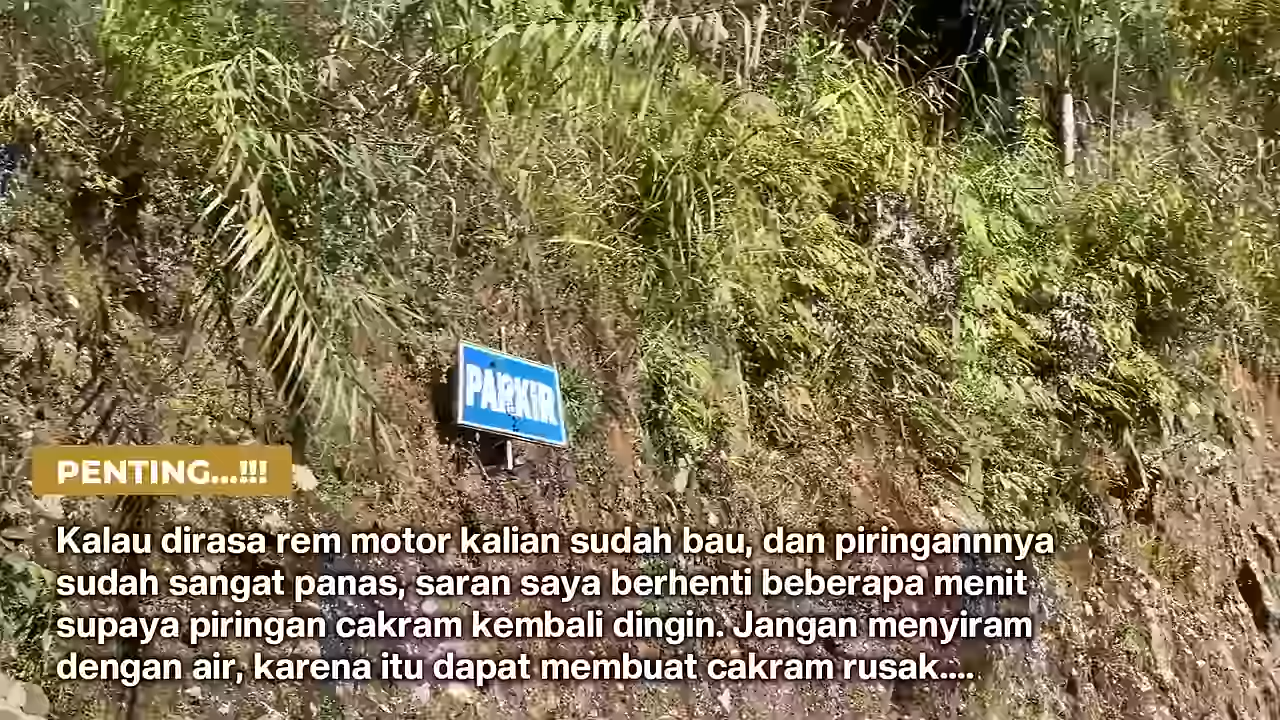 PARKIR
PENTING...!!!
Kalau dirasa rem motor kalian sudah bau, dan piringannnya
sudah sangat panas, saran saya berhenti beberapa menit
supaya piringan cakram kembali dingin. Jangan menyiram
dengan air, karena itu dapat membuat cakram rusak....